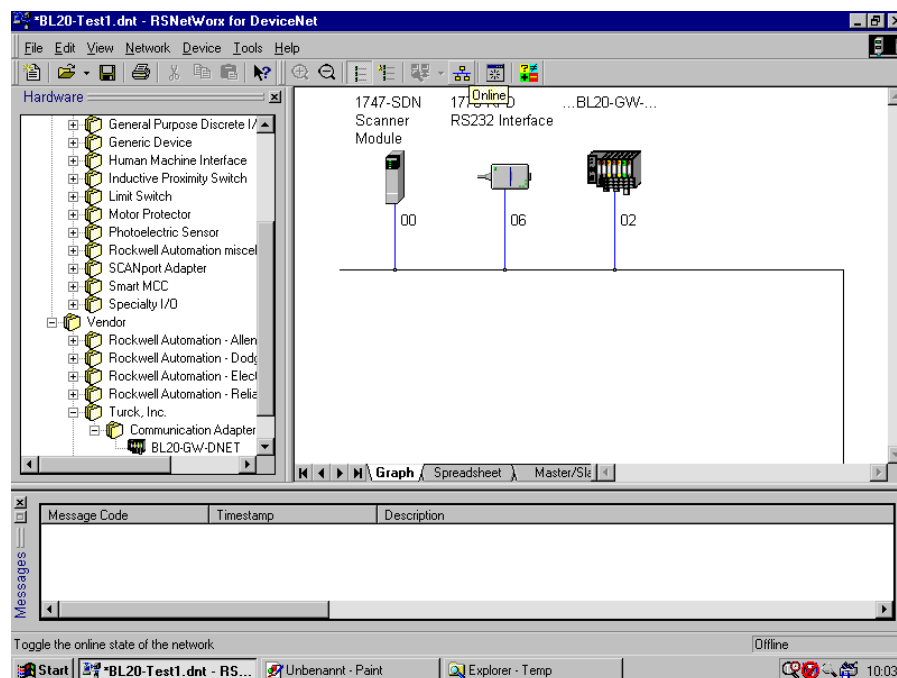 *BL20-Test1.dnt - RSNetWorx for DeviceNet
File Edit View Network Device Tools Help
Hardware
General Purpose Discrete I/
Generic Device
Human Machine Interface
Inductive Proximity Switch
Limit Switch
Motor Protector
Photoelectric Sensor
Rockwell Automation miscel
SCANport Adapter
Smart MCC
Specialty I/O
Vendor
Rockwell Automation - Allen
Rockwell Automation - Dodg
Rockwell Automation - Elect
Rockwell Automation - Relia
Turck, Inc.
Communication Adapter
BL20-GW-DNET
Online
1747-SDN
Scanner
Module
RS232 Interface
...BL20-GW-...
00
06
02
Graph
Spreadsheet
Master/Sla
Messages
Message Code
Timestamp
Description
Toggle the online state of the network
Offline
Start
*BL20-Test1.dnt - RS...
Unbenannt - Paint
Explorer - Temp
10:03